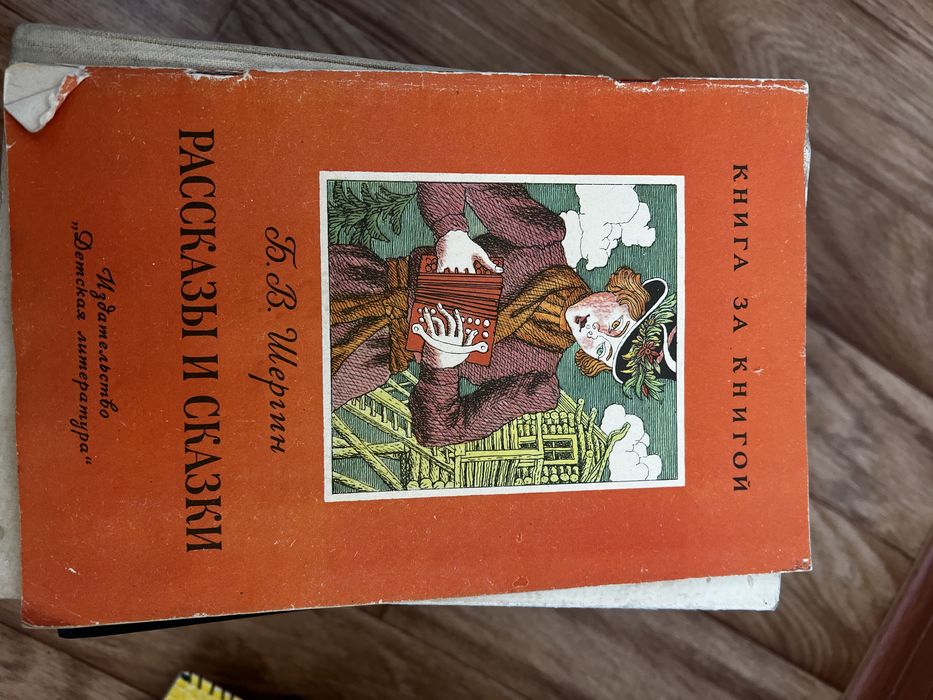 КНИГА ЗА КНИГОЙ
Б. В. Шергин
РАССКАЗЫ И СКАЗКИ
Издательство
„Детская литература“